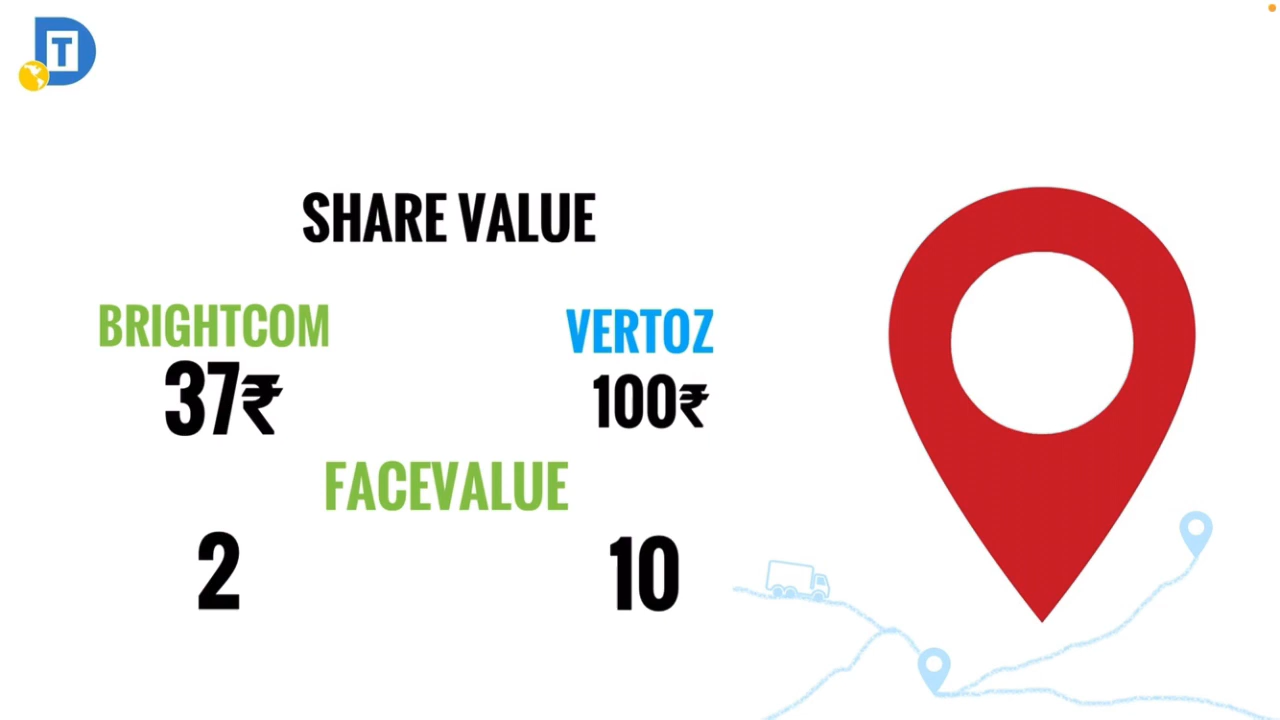 T
SHARE VALUE
BRIGHTCOM VERTOZ
37₹ 100₹
FACEVALUE
2 10